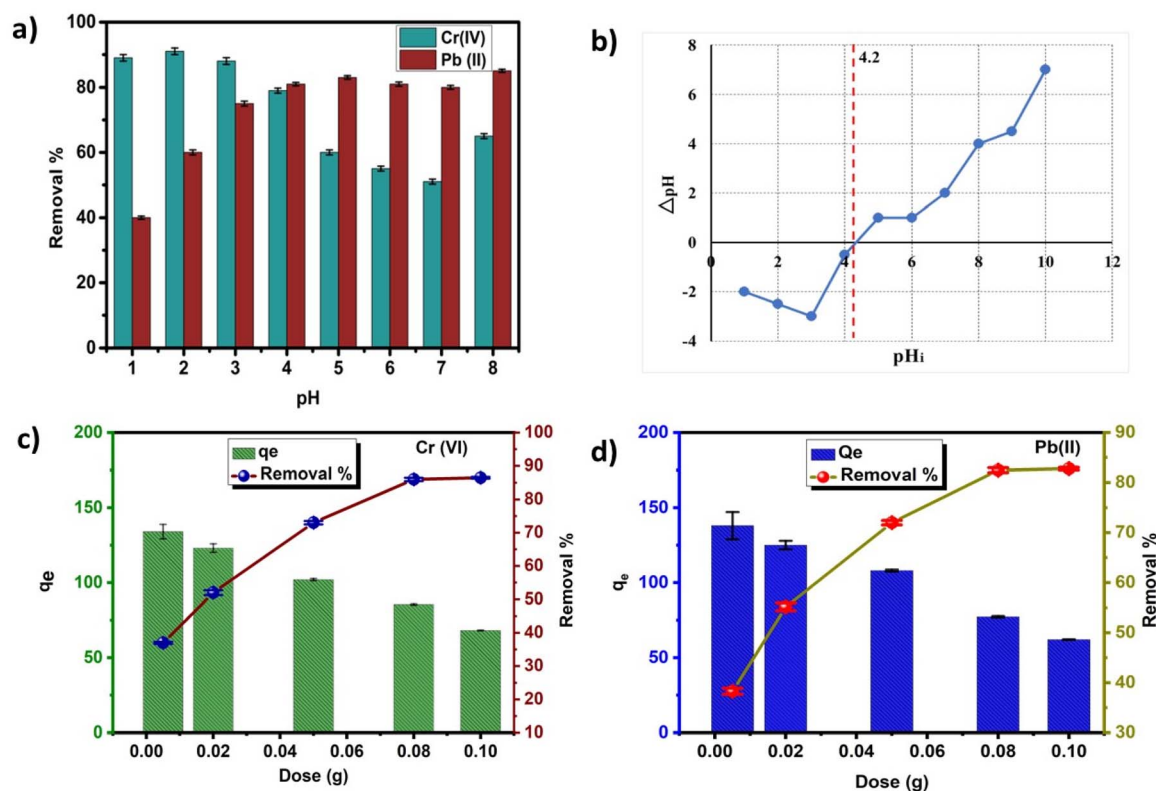 a)
Removal %
100
80
60
40
20
0
Cr(IV)
Pb (II)
1 2 3 4 5 6 7 8
pH
b)
△pH
8
6
4
2
0
-2
-4
4.2
0 2 4 6 8 10 12
pHi
c)
qe
200
150
100
50
0
qe
Removal %
Cr (VI)
100
90
80
70
60
50
40
30
20
10
Removal %
0.00 0.02 0.04 0.06 0.08 0.10
Dose (g)
d)
qe
200
150
100
50
0
Qe
Removal %
Pb(II)
90
80
70
60
50
40
30
Removal %
0.00 0.02 0.04 0.06 0.08 0.10
Dose (g)